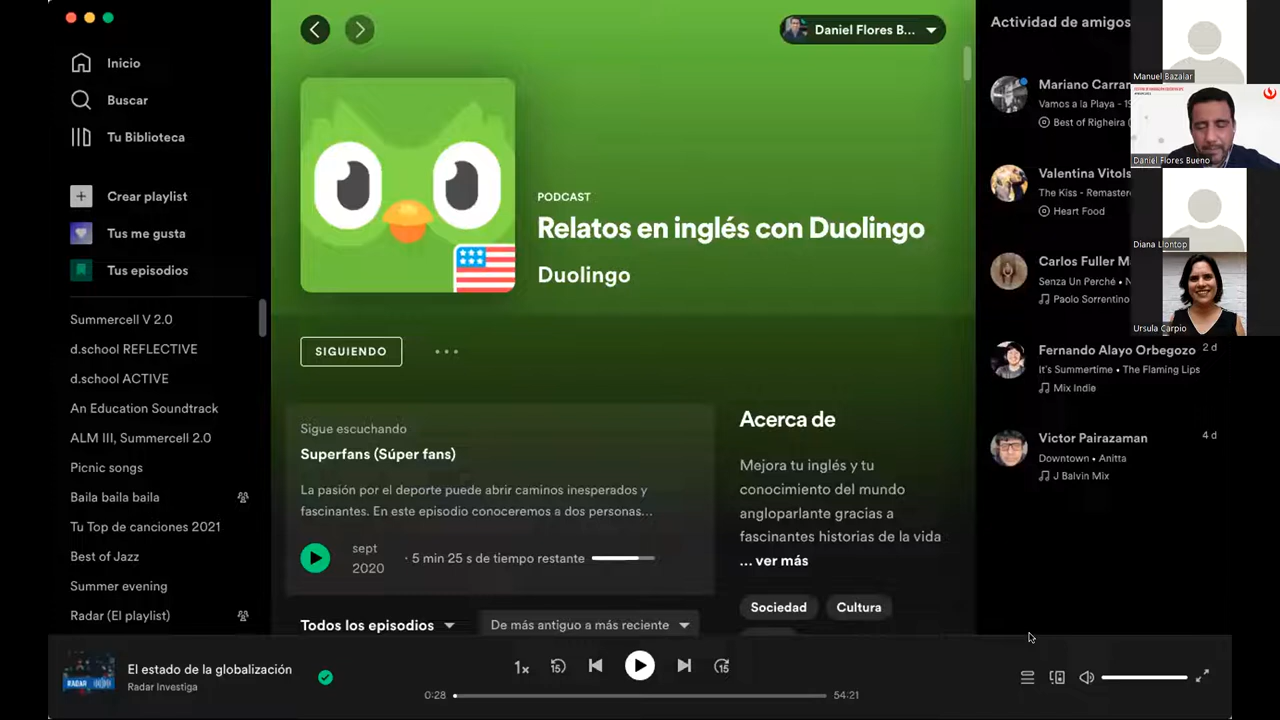 Inicio
Buscar
Tu Biblioteca
Crear playlist
Tus me gusta
Tus episodios
Summercell V 2.0
d.school REFLECTIVE
d.school ACTIVE
An Education Soundtrack
ALM III, Summercell 2.0
Picnic songs
Baila baila baila
Tu Top de canciones 2021
Best of Jazz
Summer evening
Radar (El playlist)
Daniel Flores B...
PODCAST
Relatos en inglés con Duolingo
Duolingo
SIGUIENDO
Sigue escuchando
Superfans (Súper fans)
La pasión por el deporte puede abrir caminos inesperados y
fascinantes. En este episodio conoceremos a dos personas...
sept
2020
· 5 min 25 s de tiempo restante
Todos los episodios
De más antiguo a más reciente
Acerca de
Mejora tu inglés y tu
conocimiento del mundo
angloparlante gracias a
fascinantes historias de la vida
... ver más
Sociedad
Cultura
Actividad de amigos
Mariano Carran
Vamos a la Playa - 19
Best of Righeira (
Valentina Vitols
The Kiss - Remastere
Heart Food
Carlos Fuller M
Senza Un Perché • N
Paolo Sorrentino
Fernando Alayo Orbegozo
2 d
It's Summertime • The Flaming Lips
Mix Indie
Victor Pairazaman
4 d
Downtown • Anitta
J Balvin Mix
Manuel Bazalar
Daniel Flores Bueno
Diana Llontop
Ursula Carpio
El estado de la globalización
Radar Investiga
1x
15
15
0:28
54:21